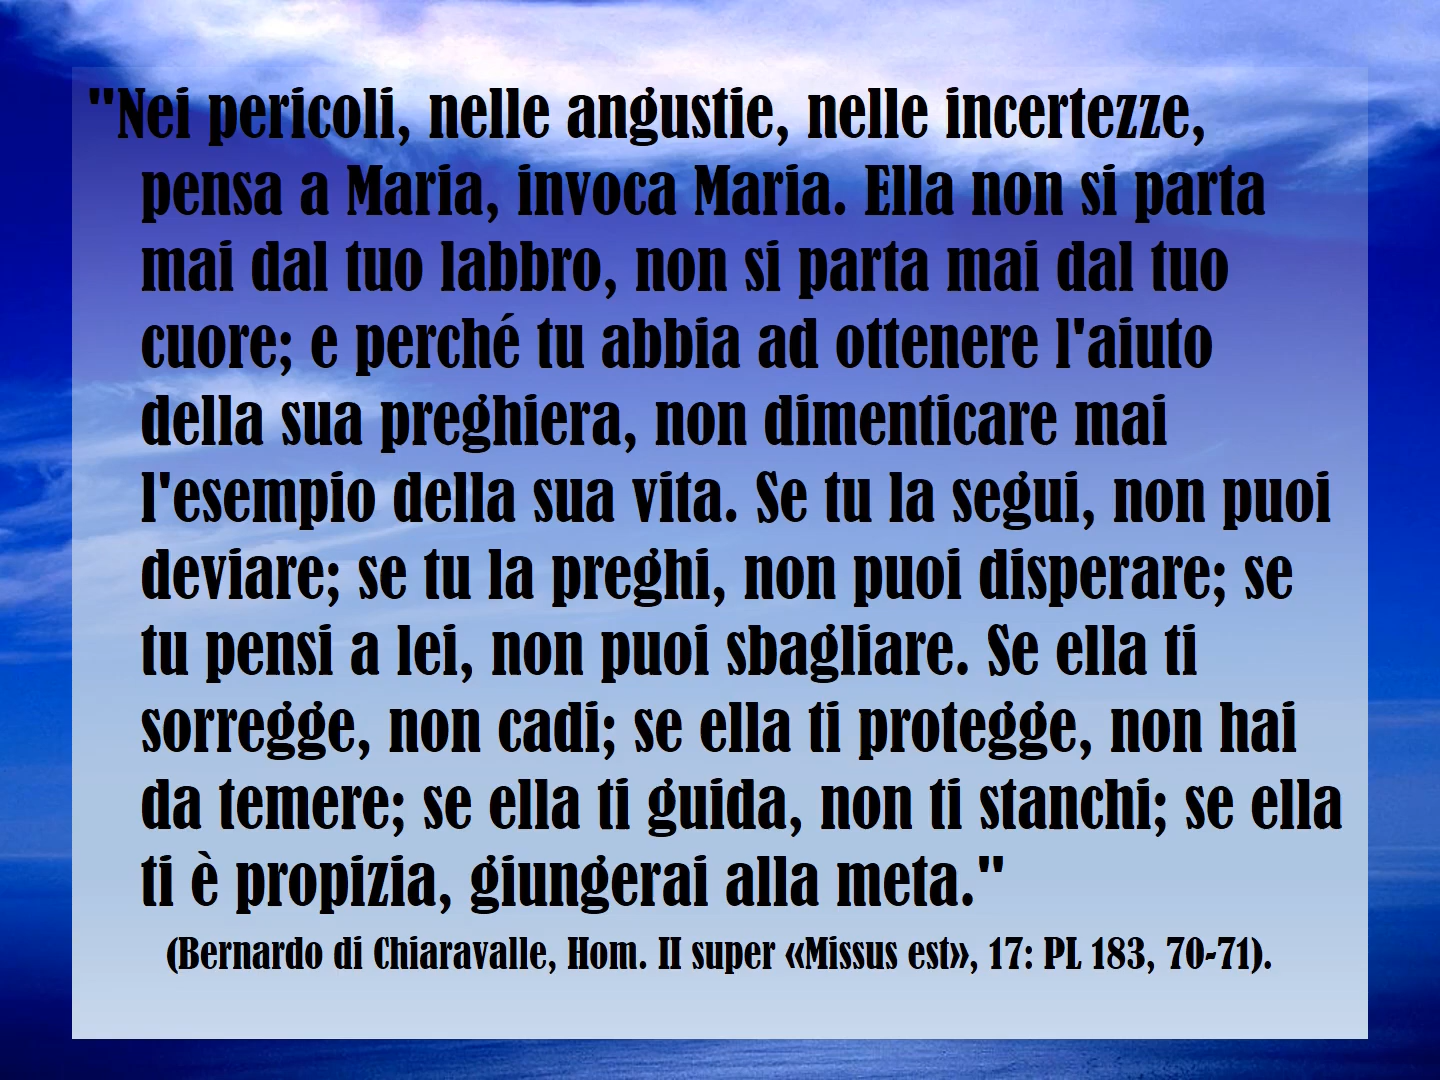 "Nei pericoli, nelle angustie, nelle incertezze,
pensa a Maria, invoca Maria. Ella non si parta
mai dal tuo labbro, non si parta mai dal tuo
cuore; e perché tu abbia ad ottenere l'aiuto
della sua preghiera, non dimenticare mai
l'esempio della sua vita. Se tu la segui, non puoi
deviare; se tu la preghi, non puoi disperare; se
tu pensi a lei, non puoi sbagliare. Se ella ti
sorregge, non cadi; se ella ti protegge, non hai
da temere; se ella ti guida, non ti stanchi; se ella
ti è propizia, giungerai alla meta."
(Bernardo di Chiaravalle, Hom. II super «Missus est», 17: PL 183, 70-71).